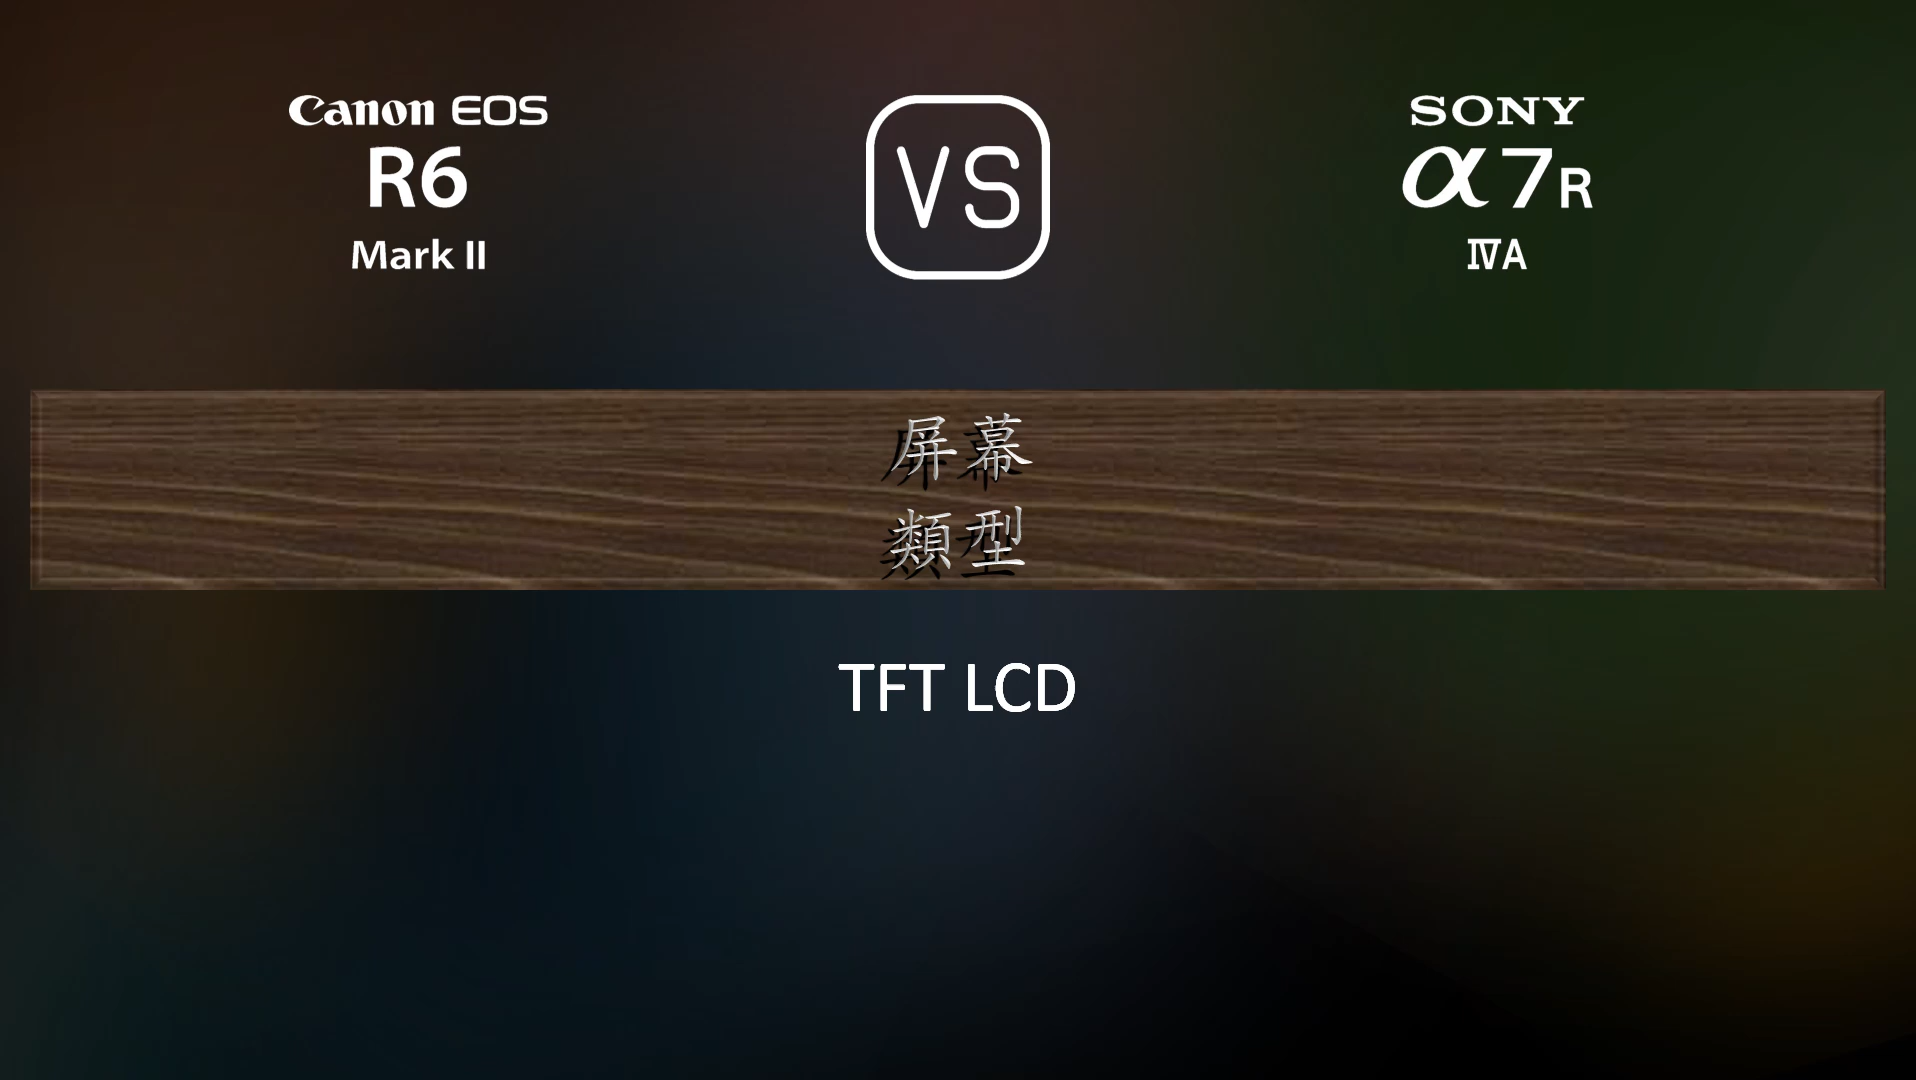 Canon EOS
R6
Mark II
VS
SONY
α7R
ⅣA
屏幕
類型
TFT LCD